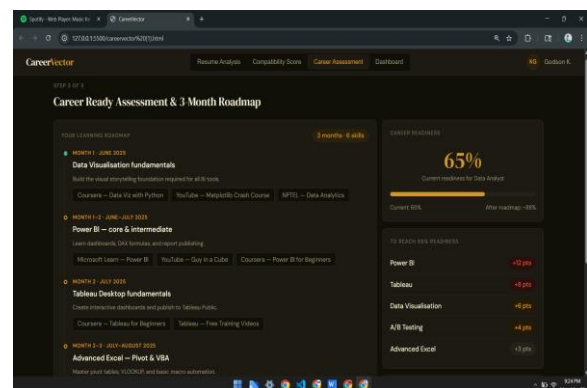 Spotify - Web Player: Music for
CareerVector
127.0.0.1:5500/careervector%20(1).html
CareerVector
Resume Analysis
Compatibility Score
Career Assessment
Dashboard
KG
Godson K.
STEP 3 OF 3
Career Ready Assessment & 3-Month Roadmap
YOUR LEARNING ROADMAP
3 months · 6 skills
MONTH 1 · JUNE 2025
Data Visualisation fundamentals
Build the visual storytelling foundation required for all BI tools.
Coursera — Data Viz with Python
YouTube — Matplotlib Crash Course
NPTEL — Data Analytics
MONTH 1-2 · JUNE-JULY 2025
Power BI — core & intermediate
Learn dashboards, DAX formulas, and report publishing.
Microsoft Learn — Power BI
YouTube — Guy in a Cube
Coursera — Power BI for Beginners
MONTH 2 · JULY 2025
Tableau Desktop fundamentals
Create interactive dashboards and publish to Tableau Public.
Coursera — Tableau for Beginners
Tableau — Free Training Videos
MONTH 2-3 · JULY-AUGUST 2025
Advanced Excel — Pivot & VBA
Master pivot tables, VLOOKUP, and basic macro automation.
CAREER READINESS
65%
Current readiness for Data Analyst
Current 65%
After roadmap: ~88%
TO REACH 88% READINESS
Power BI
+12 pts
Tableau
+8 pts
Data Visualisation
+6 pts
A/B Testing
+4 pts
Advanced Excel
+3 pts
9:24 PM